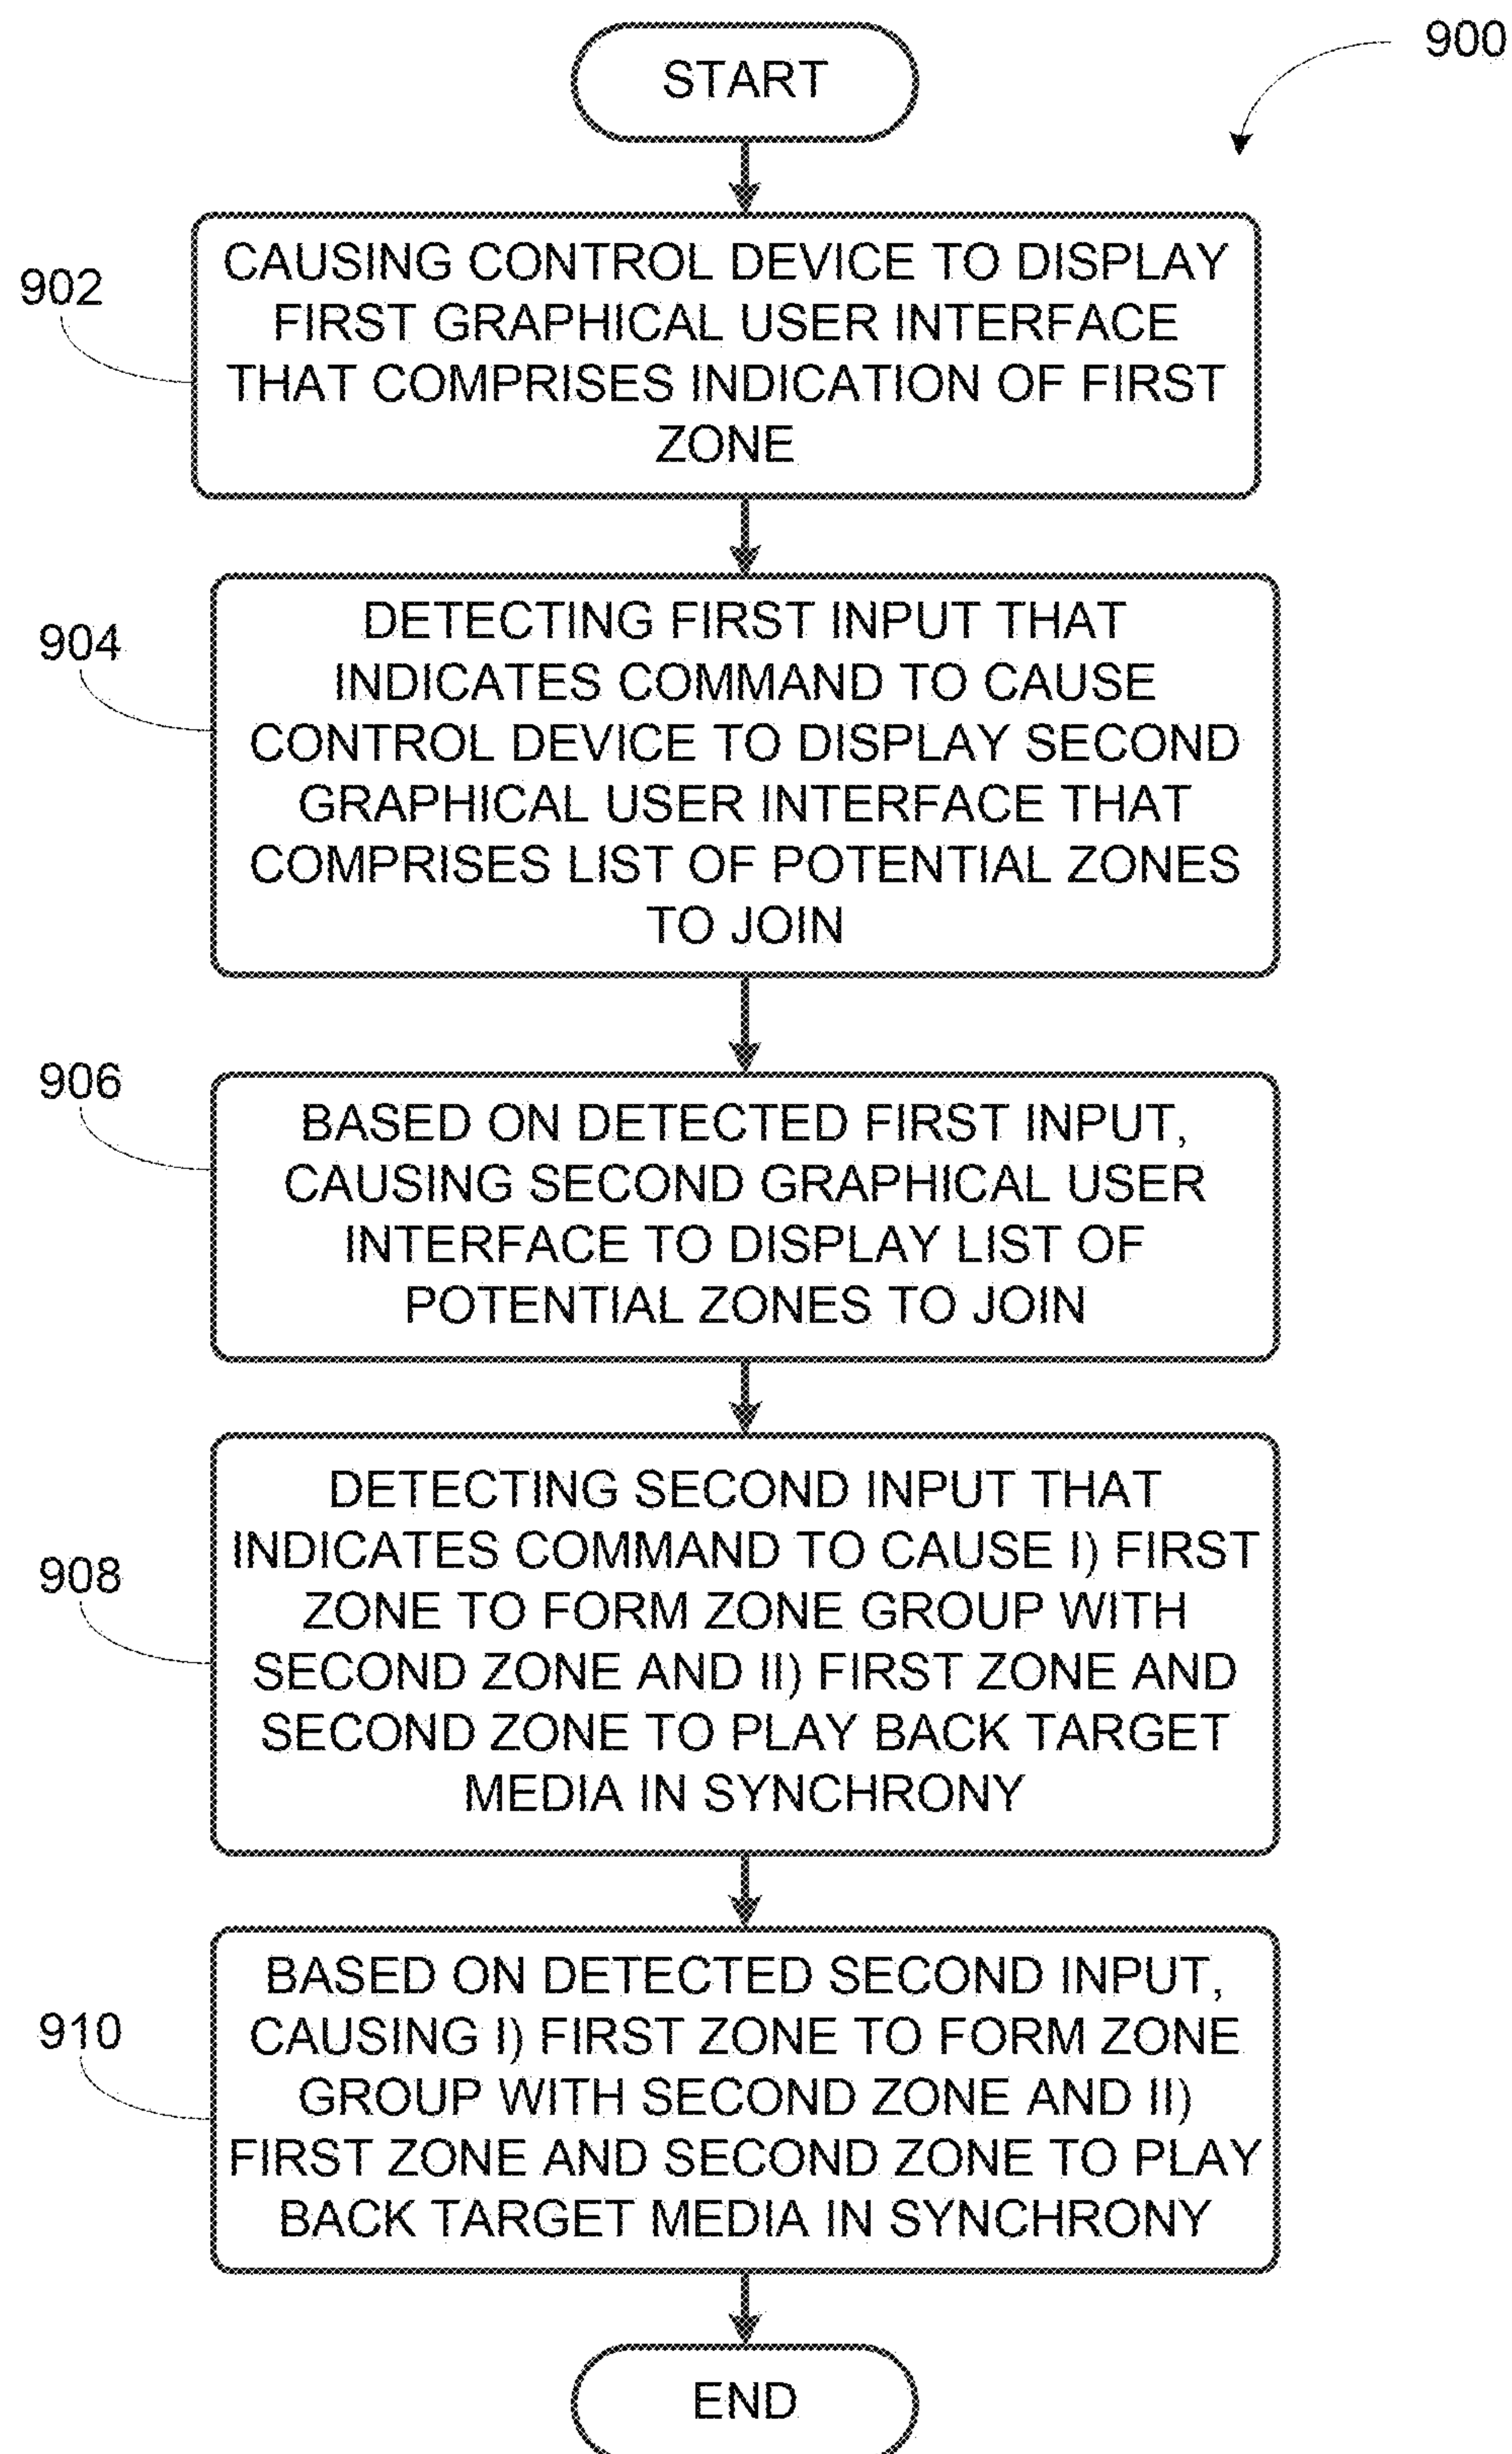 START
900
902
CAUSING CONTROL DEVICE TO DISPLAY
FIRST GRAPHICAL USER INTERFACE
THAT COMPRISES INDICATION OF FIRST
ZONE
904
DETECTING FIRST INPUT THAT
INDICATES COMMAND TO CAUSE
CONTROL DEVICE TO DISPLAY SECOND
GRAPHICAL USER INTERFACE THAT
COMPRISES LIST OF POTENTIAL ZONES
TO JOIN
906
BASED ON DETECTED FIRST INPUT,
CAUSING SECOND GRAPHICAL USER
INTERFACE TO DISPLAY LIST OF
POTENTIAL ZONES TO JOIN
908
DETECTING SECOND INPUT THAT
INDICATES COMMAND TO CAUSE I) FIRST
ZONE TO FORM ZONE GROUP WITH
SECOND ZONE AND II) FIRST ZONE AND
SECOND ZONE TO PLAY BACK TARGET
MEDIA IN SYNCHRONY
910
BASED ON DETECTED SECOND INPUT,
CAUSING I) FIRST ZONE TO FORM ZONE
GROUP WITH SECOND ZONE AND II)
FIRST ZONE AND SECOND ZONE TO PLAY
BACK TARGET MEDIA IN SYNCHRONY
END